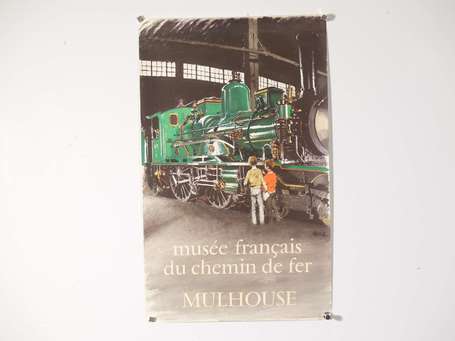 musée français
du chemin de fer
MULHOUSE